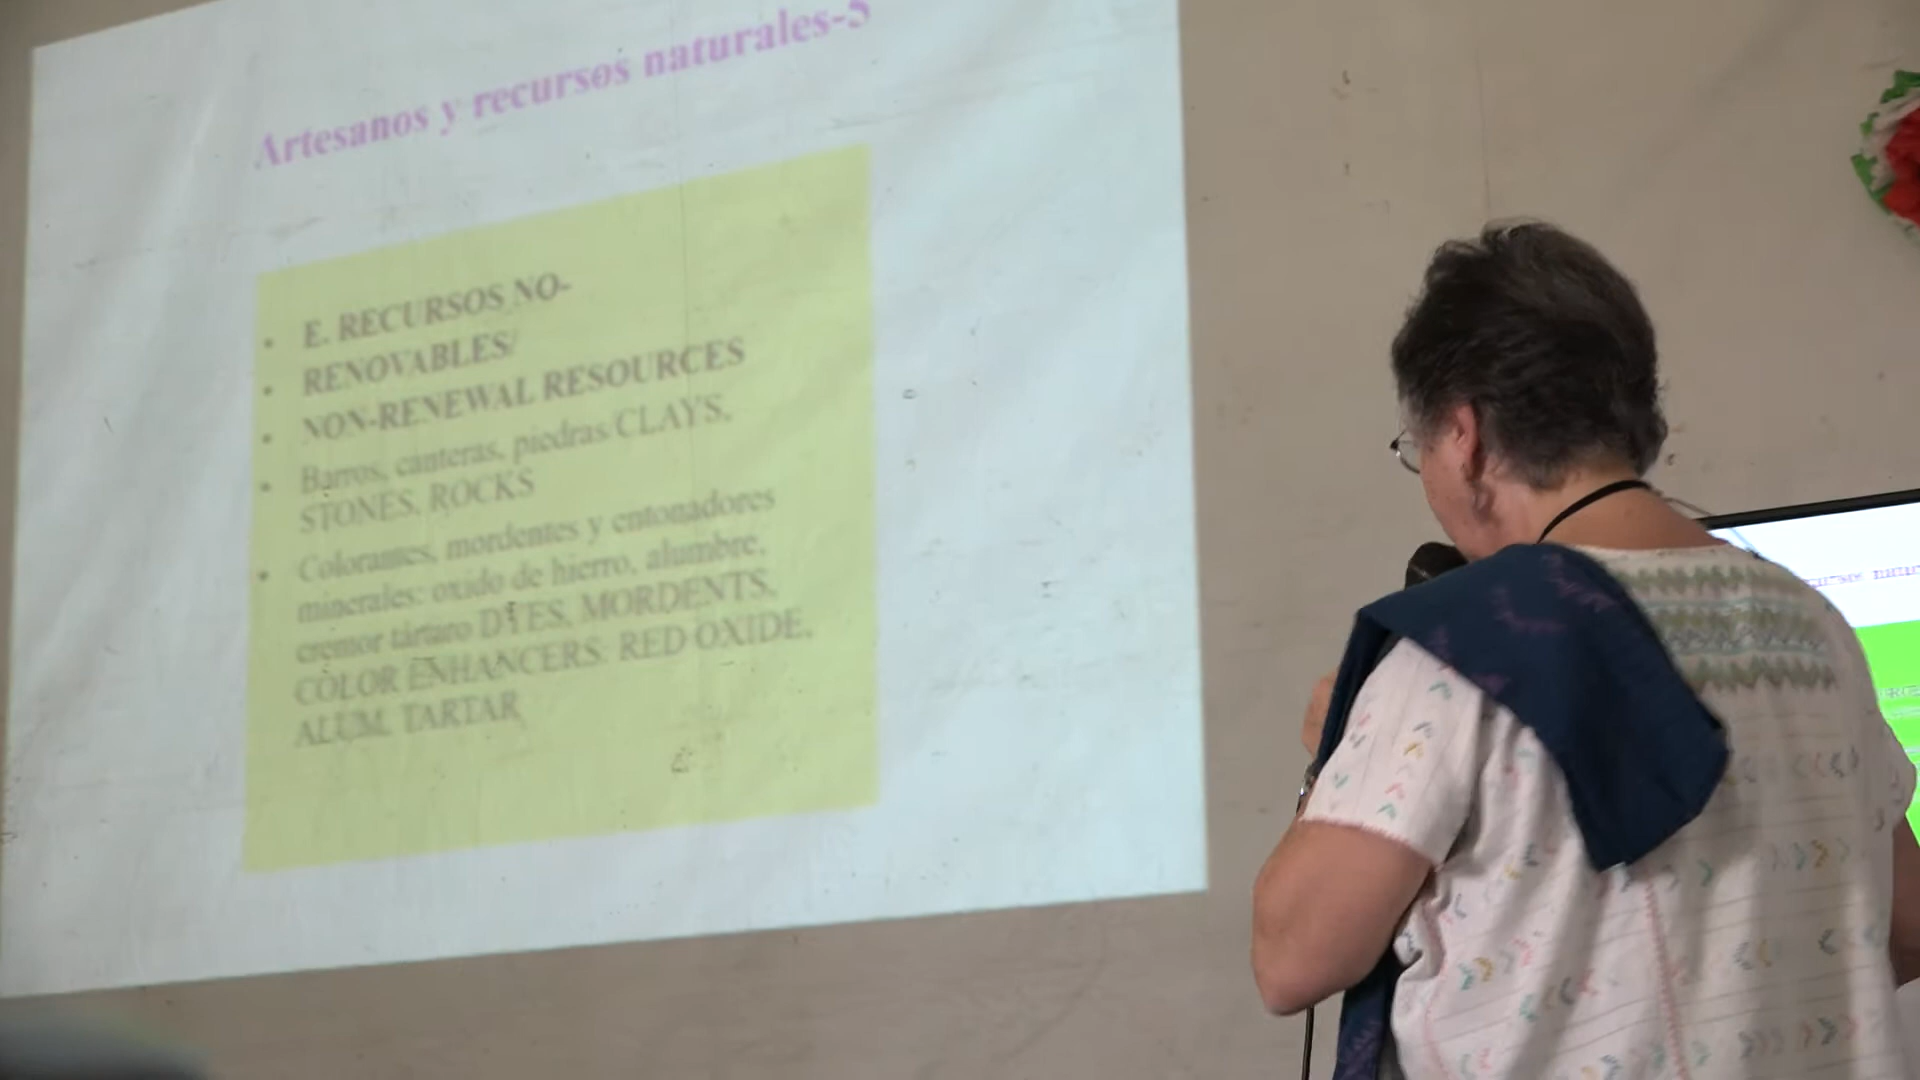 Artesanos y recursos naturales-5
• E. RECURSOS NO-
• RENOVABLES/
• NON-RENEWAL RESOURCES
• Barros, canteras, piedras/CLAYS,
STONES, ROCKS
• Colorantes, mordentes y entonadores
minerales: oxido de hierro, alumbre,
cremor tártaro DYES, MORDENTS,
COLOR ENHANCERS: RED OXIDE,
ALUM, TARTAR